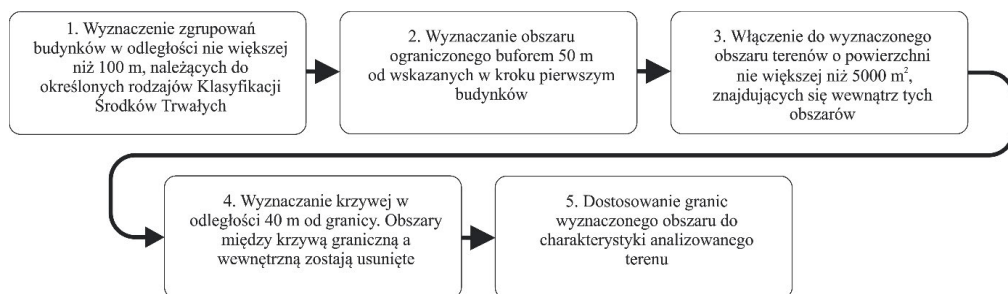 1. Wyznaczenie zgrupowań
budynków w odległości nie większej
niż 100 m, należących do
określonych rodzajów Klasyfikacji
Środków Trwałych
2. Wyznaczanie obszaru
ograniczonego buforem 50 m
od wskazanych w kroku pierwszym
budynków
3. Włączenie do wyznaczonego
obszaru terenów o powierzchni
nie większej niż 5000 m²,
znajdujących się wewnątrz tych
obszarów
4. Wyznaczanie krzywej w
odległości 40 m od granicy. Obszary
między krzywą graniczną a
wewnętrzną zostają usunięte
5. Dostosowanie granic
wyznaczonego obszaru do
charakterystyki analizowanego
terenu